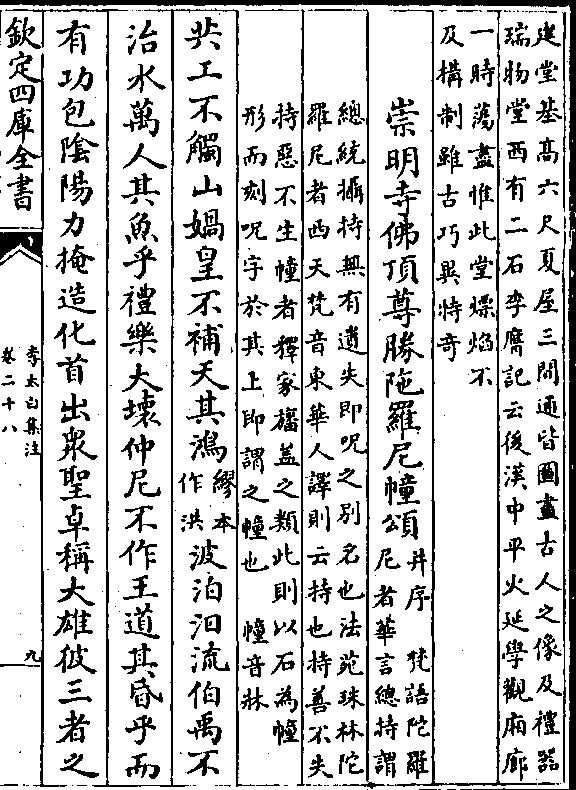 建堂基髙六尺夏屋三間通皆圖畫古人之像及禮器
瑞物堂西有二石李膺記云後漢中平火延學觀廂廊
一時蕩盡惟此堂燥焰不
及構制雖古巧異特奇
崇明寺佛頂尊勝陁羅尼幢頌并序 梵語陀羅
尼者華言總持謂
總統攝持無有遺失即呪之别名也法苑珠林陀
羅尼者西天梵音東華人譯則云持也持善不失
持惡不生幢者釋家旛蓋之類此則以石為幢
形而刻呪字於其上即謂之幢也 幢音牀
共工不觸山媧皇不補天其鴻繆本作洪波汩汩流伯禹不
治水萬人其魚乎禮樂大壞仲尼不作王道其昏乎而
有功包陰陽力掩造化首出衆聖卓稱大雄彼三者之
欽定四庫全書
李太白集注
卷二十八
九